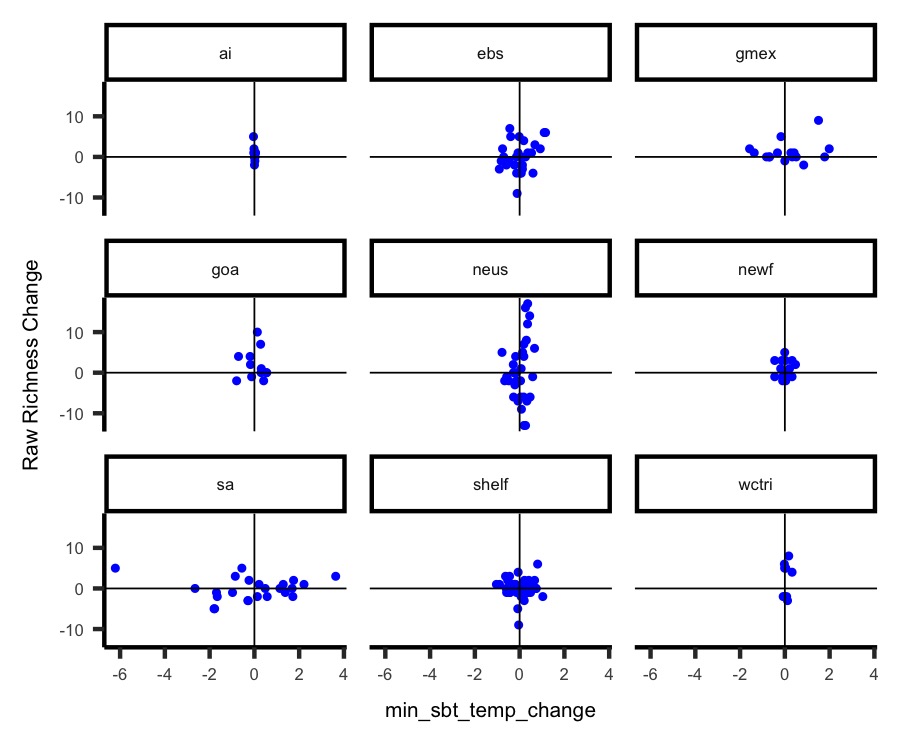 ai ebs gmex
10
0
-10
goa neus newf
10
0
-10
Raw Richness Change
sa shelf wctri
10
0
-10
-6 -4 -2 0 2 4 -6 -4 -2 0 2 4 -6 -4 -2 0 2 4
min_sbt_temp_change